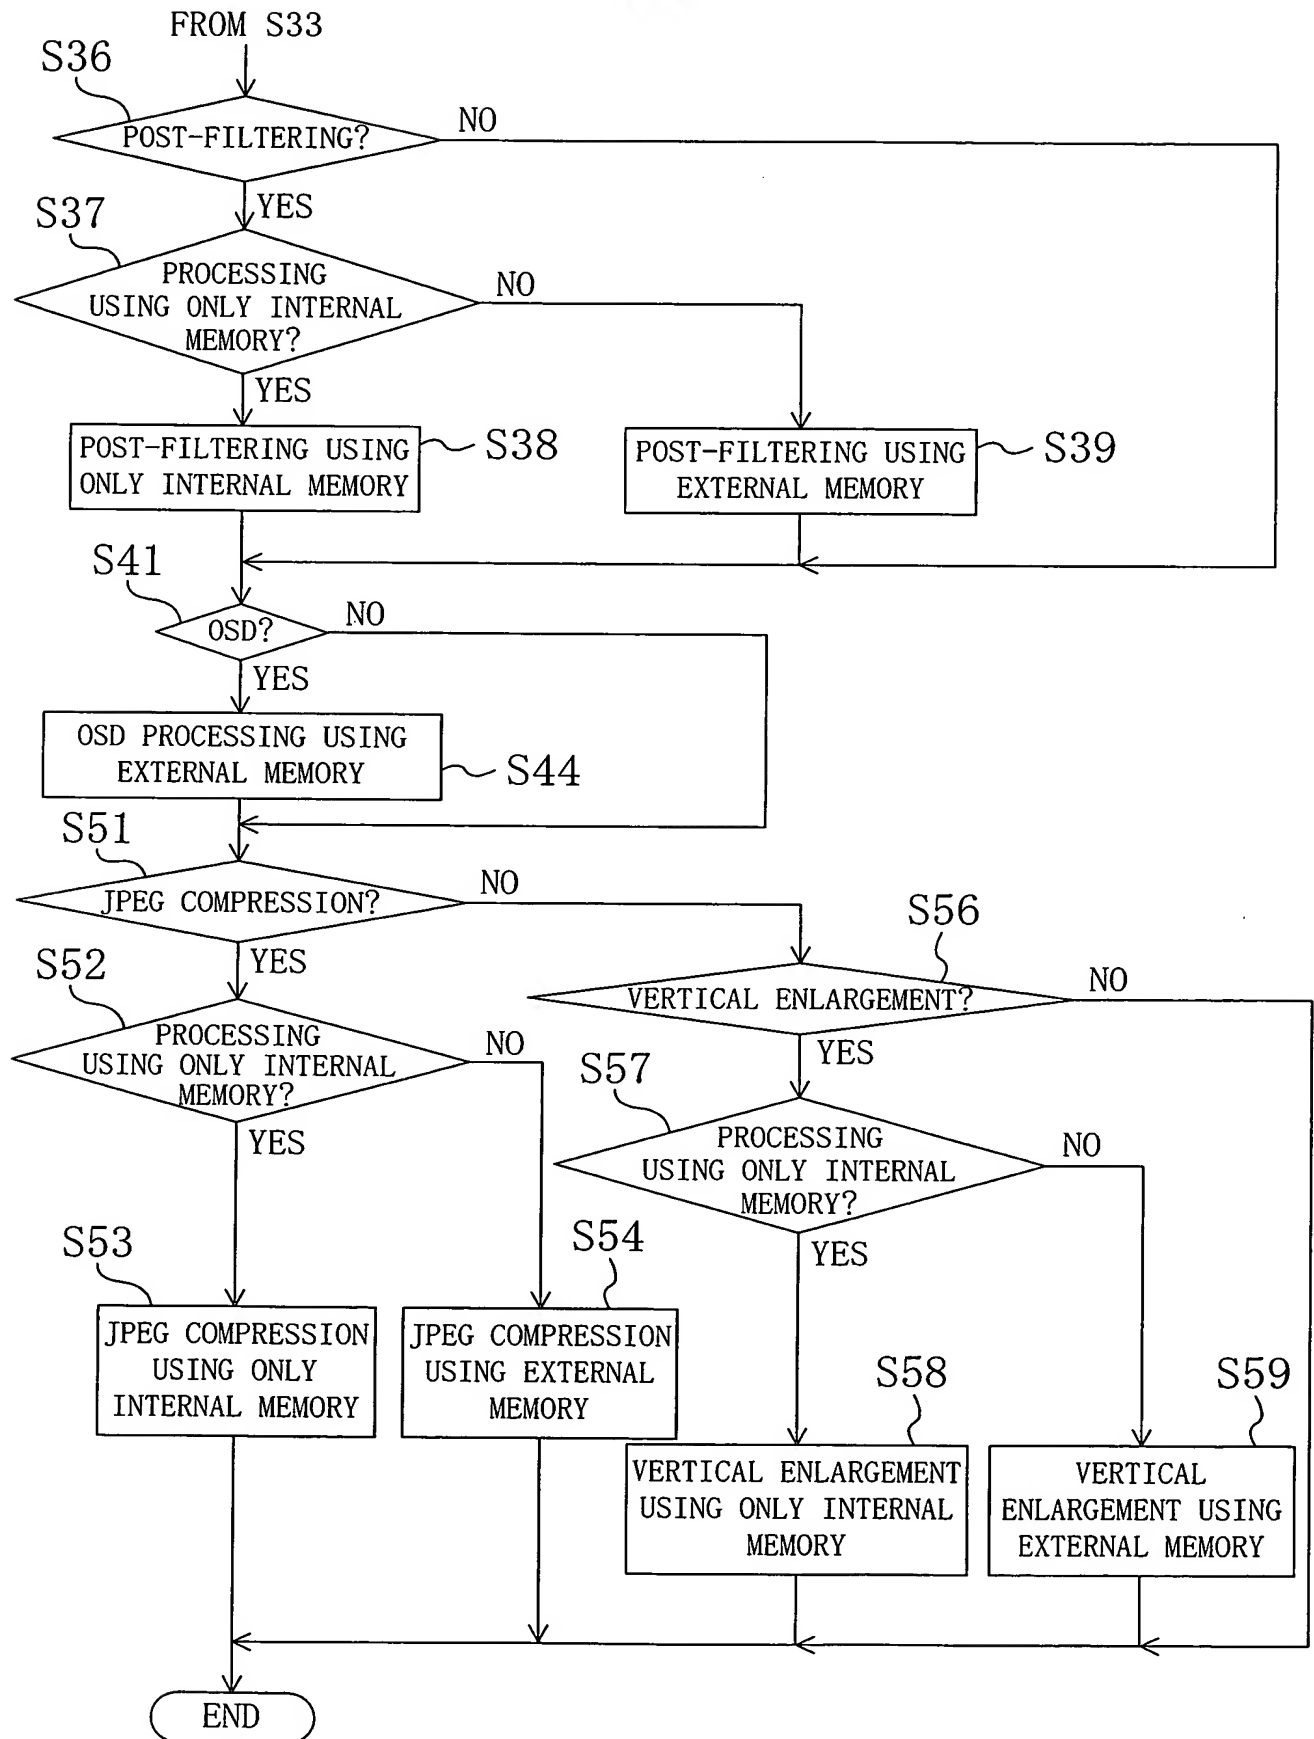 FROM S33
S36
POST-FILTERING?
NO
YES
S37
PROCESSING
USING ONLY INTERNAL
MEMORY?
NO
YES
POST-FILTERING USING
ONLY INTERNAL MEMORY
S38
POST-FILTERING USING
EXTERNAL MEMORY
S39
S41
OSD?
NO
YES
OSD PROCESSING USING
EXTERNAL MEMORY
S44
S51
JPEG COMPRESSION?
NO
YES
S56
VERTICAL ENLARGEMENT?
NO
YES
S52
PROCESSING
USING ONLY INTERNAL
MEMORY?
NO
YES
S57
PROCESSING
USING ONLY INTERNAL
MEMORY?
NO
YES
S53
JPEG COMPRESSION
USING ONLY
INTERNAL MEMORY
S54
JPEG COMPRESSION
USING EXTERNAL
MEMORY
S58
VERTICAL ENLARGEMENT
USING ONLY INTERNAL
MEMORY
S59
VERTICAL
ENLARGEMENT USING
EXTERNAL MEMORY
END